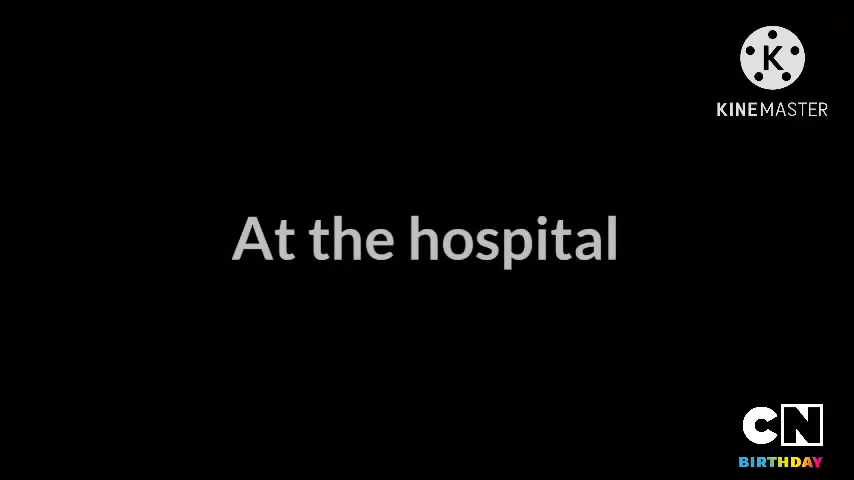 K
KINEMASTER
At the hospital
CN
BIRTHDAY